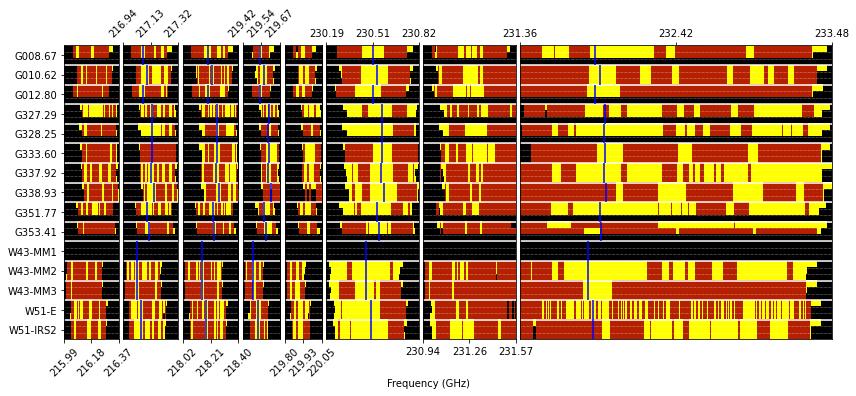 216.94 217.13 217.32 219.42 219.54 219.67 230.19 230.51 230.82 231.36 232.42 233.48
G008.67
G010.62
G012.80
G327.29
G328.25
G333.60
G337.92
G338.93
G351.77
G353.41
W43-MM1
W43-MM2
W43-MM3
W51-E
W51-IRS2
215.99 216.18 216.37 218.02 218.21 218.40 219.80 219.93 220.05 230.94 231.26 231.57
Frequency (GHz)